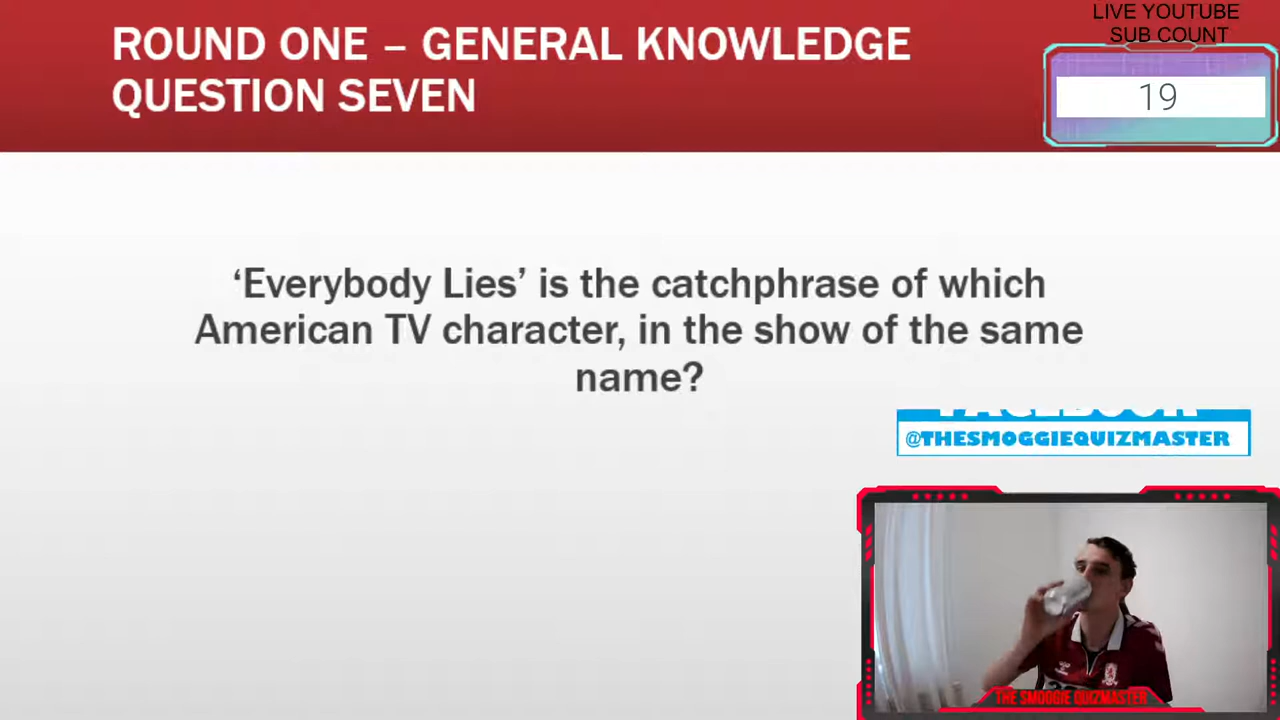 ROUND ONE – GENERAL KNOWLEDGE
QUESTION SEVEN
LIVE YOUTUBE
SUB COUNT
19
‘Everybody Lies’ is the catchphrase of which
American TV character, in the show of the same
name?
FACEBOOK
@THESMOGGIEQUIZMASTER
THE SMOGGIE QUIZMASTER